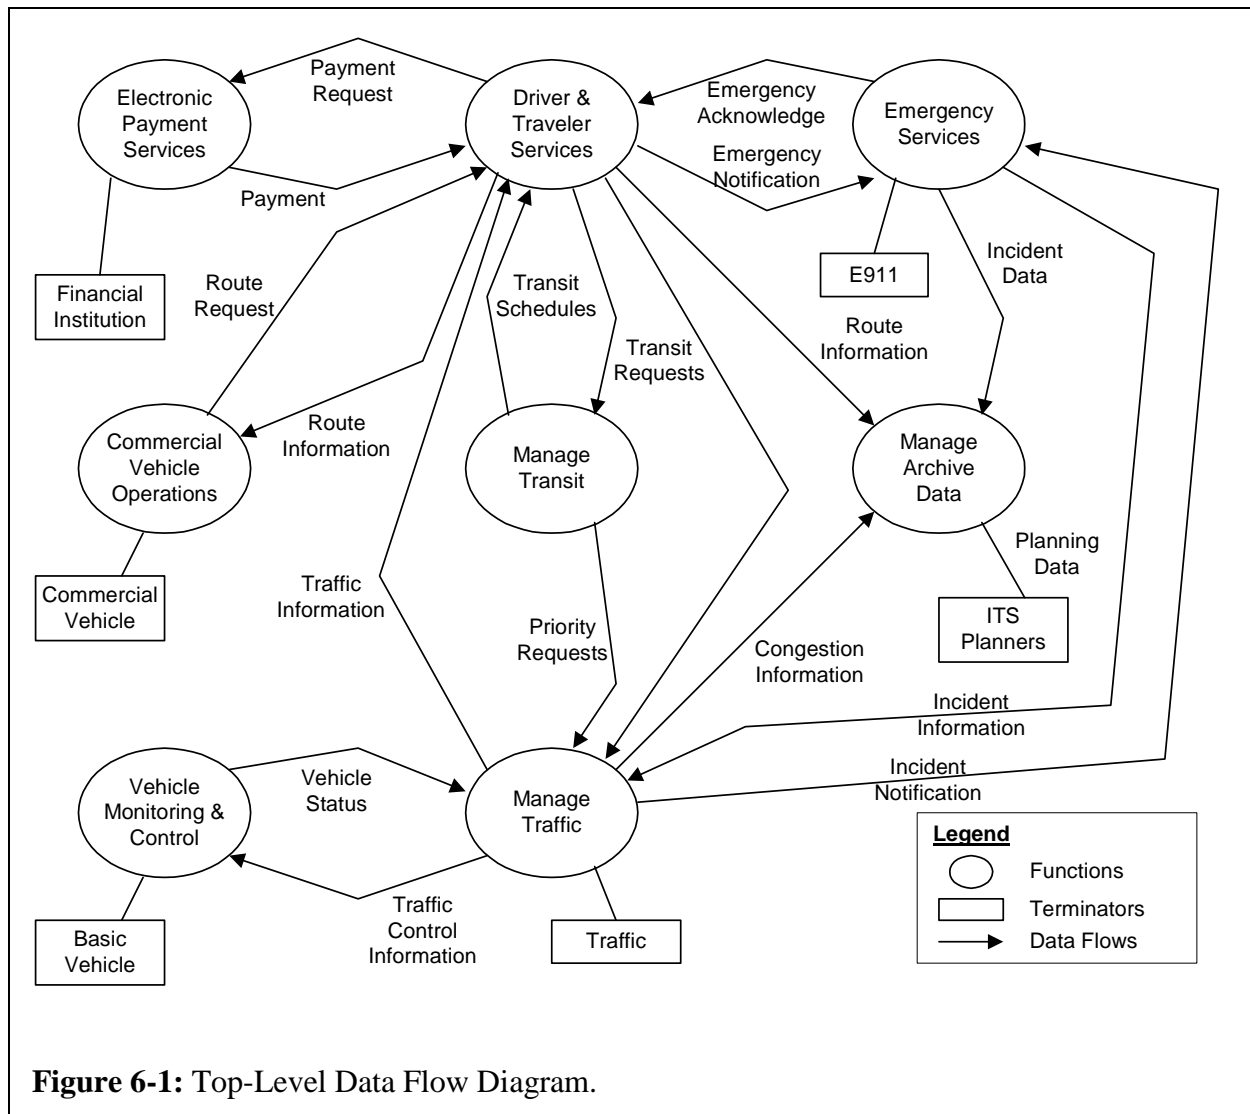 Payment
Request
Electronic
Payment
Services
Driver &
Traveler
Services
Emergency
Acknowledge
Emergency
Services
Emergency
Notification
Payment
Financial
Institution
Route
Request
Transit
Schedules
Transit
Requests
E911
Incident
Data
Route
Information
Commercial
Vehicle
Operations
Route
Information
Manage
Transit
Manage
Archive
Data
Commercial
Vehicle
Traffic
Information
Priority
Requests
Planning
Data
ITS
Planners
Congestion
Information
Incident
Information
Incident
Notification
Vehicle
Monitoring &
Control
Vehicle
Status
Manage
Traffic
Basic
Vehicle
Traffic
Control
Information
Traffic
Legend
Functions
Terminators
Data Flows
Figure 6-1: Top-Level Data Flow Diagram.